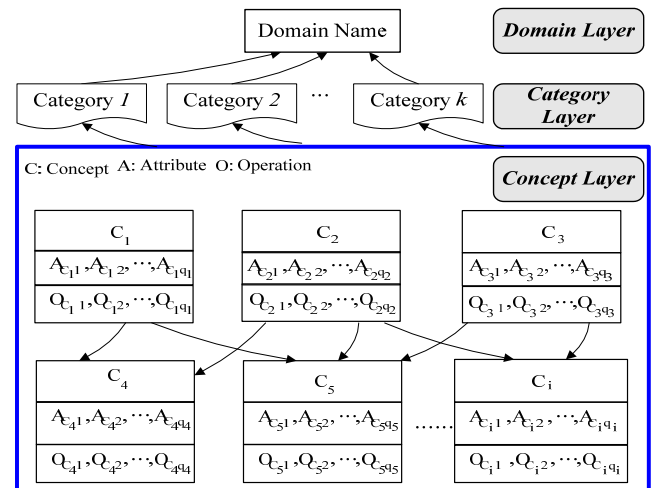 Domain Name
Domain Layer
Category 1
Category 2
...
Category k
Category
Layer
C: Concept A: Attribute O: Operation
Concept Layer
C1
C2
C3
AC11,AC12,···,AC1q1
AC21,AC22,···,AC2q2
AC31,AC32,···,AC3q3
OC11,OC12,···,OC1q1
OC21,OC22,···,OC2q2
OC31,OC32,···,OC3q3
C4
C5
Ci
AC41,AC42,···,AC4q4
AC51,AC52,···,AC5q5
......
ACi1,ACi2,···,ACiqi
OC41,OC42,···,OC4q4
OC51,OC52,···,OC5q5
OCi1,OCi2,···,OCiqi